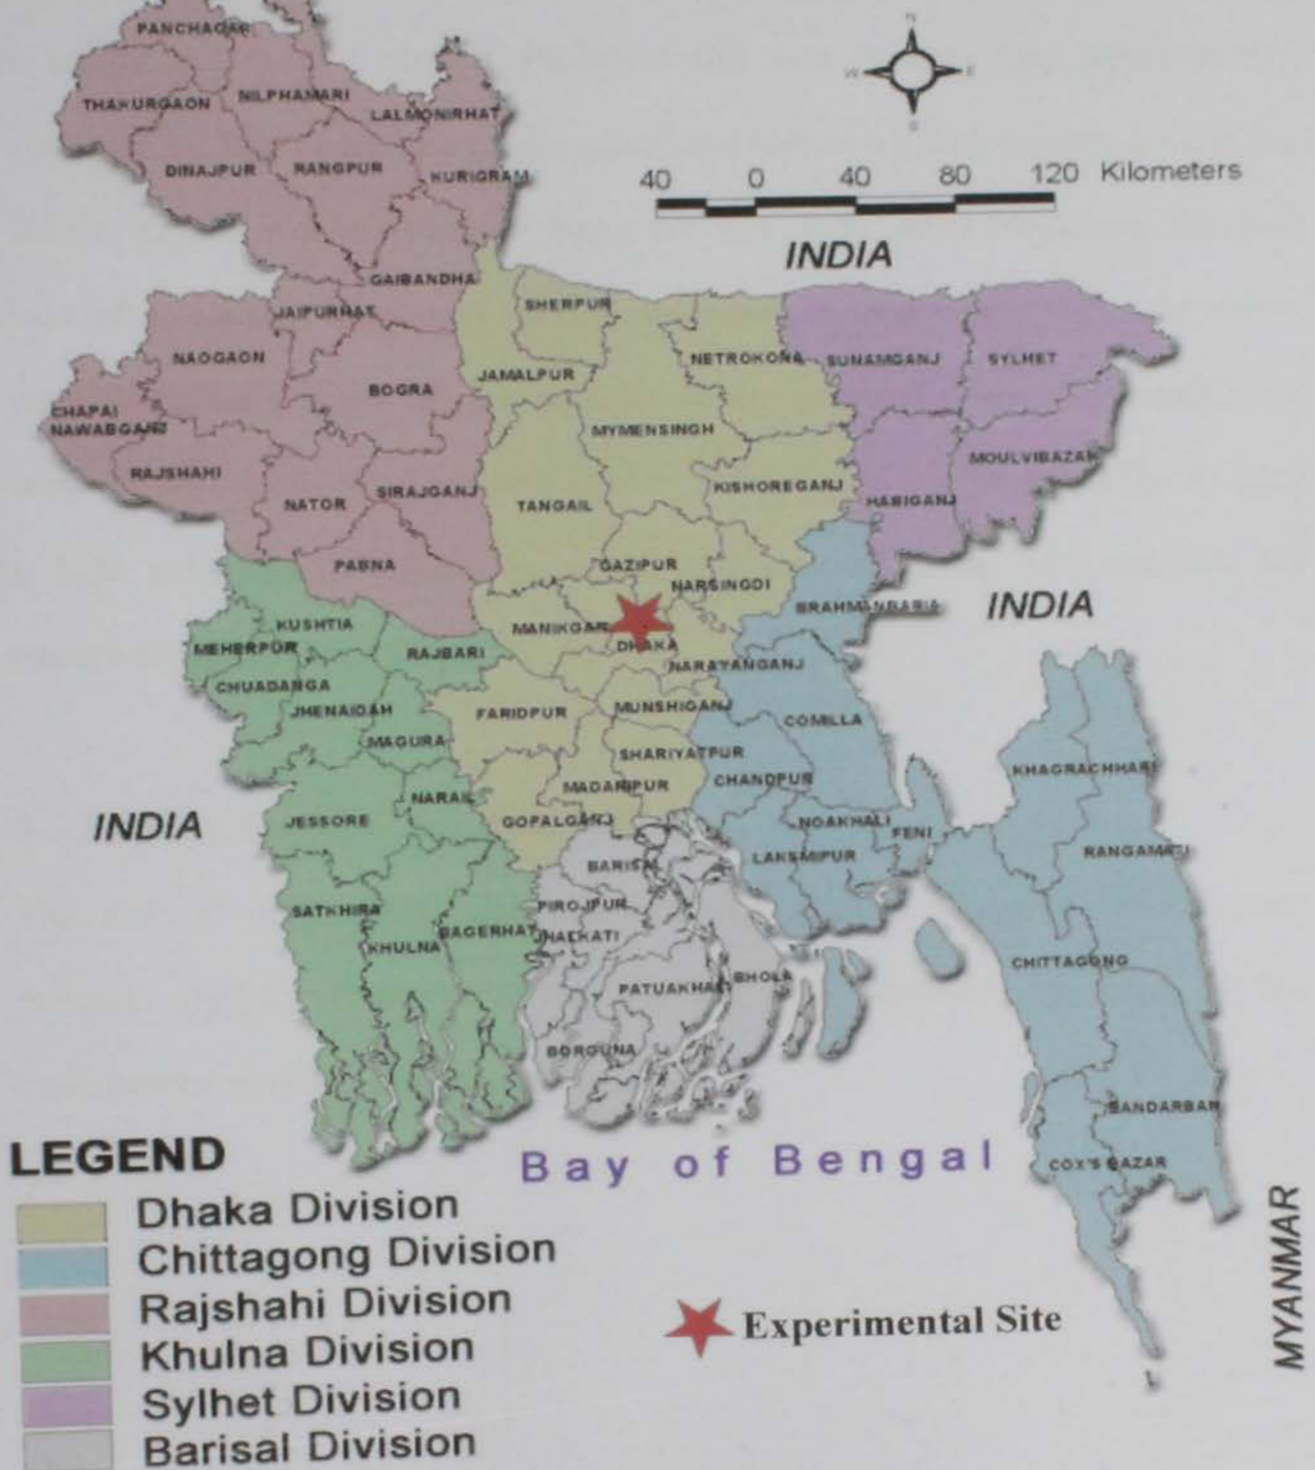 N
W E
S
40 0 40 80 120 Kilometers
INDIA
PANCHAGAR
THAKURGAON
NILPHAMARI
LALMONIRHAT
DINAJPUR
RANGPUR
KURIGRAM
GAIBANDHA
JAIPURHAT
NAOGAON
BOGRA
CHAPAI
NAWABGANJ
RAJSHAHI
NATOR
SIRAJGANJ
PABNA
SHERPUR
JAMALPUR
NETROKONA
MYMENSINGH
KISHOREGANJ
TANGAIL
GAZIPUR
NARSINGDI
MANIKGAR
DHAKA
NARAYANGANJ
MUNSHIGANJ
FARIDPUR
SHARIYATPUR
MADARIPUR
GOPALGANJ
SUNAMGANJ
SYLHET
MOULVIBAZAR
HABIGANJ
INDIA
BRAHMANBARIA
COMILLA
CHANDPUR
NOAKHALI
FENI
LAKSMIPUR
KHAGRACHHARI
RANGAMATI
CHITTAGONG
BANDARBAN
COX'S BAZAR
KUSHTIA
MEHERPUR
RAJBARI
CHUADANGA
JHENAIDAH
MAGURA
NARAIL
JESSORE
SATKHIRA
KHULNA
BAGERHAT
INDIA
BARISAL
PIROJPUR
JHALKATI
PATUAKHALI
BHOLA
BORGUNA
Bay of Bengal
MYANMAR
LEGEND
Dhaka Division
Chittagong Division
Rajshahi Division
Khulna Division
Sylhet Division
Barisal Division
Experimental Site